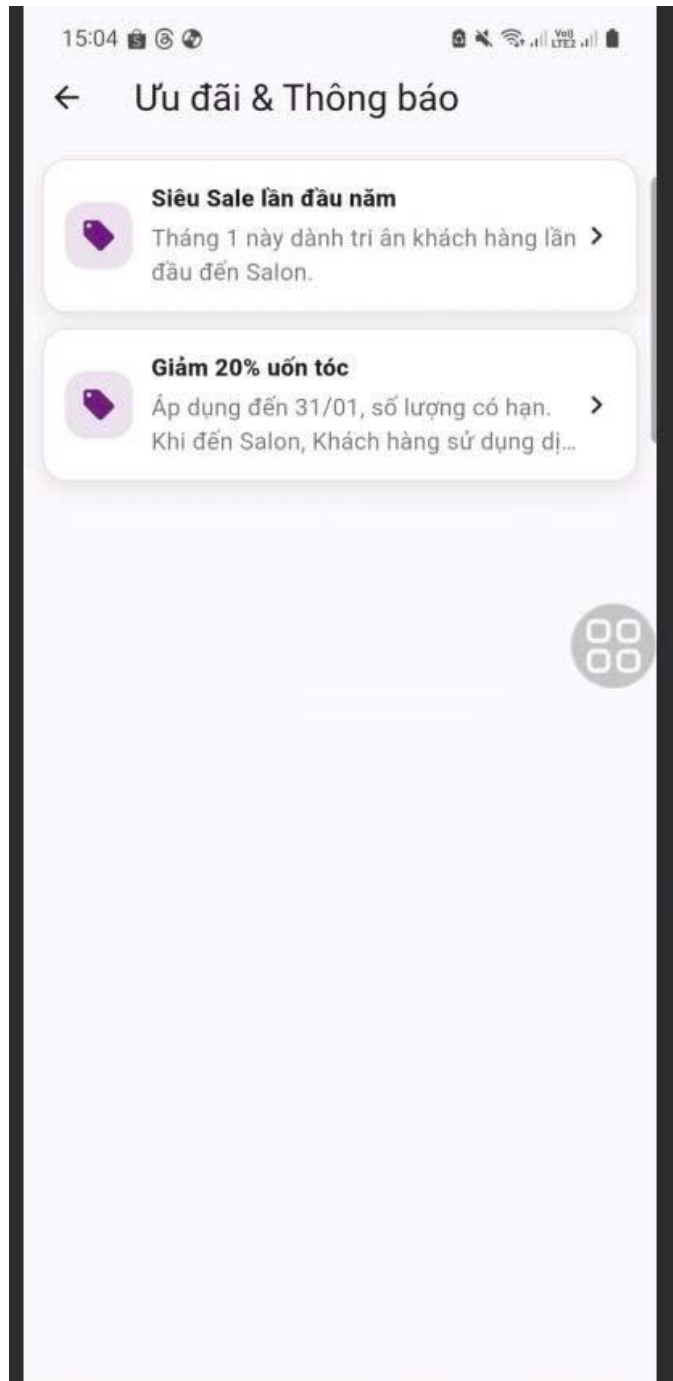 15:04
Ưu đãi & Thông báo
Siêu Sale lần đầu năm
Tháng 1 này dành tri ân khách hàng lần
đầu đến Salon.
Giảm 20% uốn tóc
Áp dụng đến 31/01, số lượng có hạn.
Khi đến Salon, Khách hàng sử dụng dị...